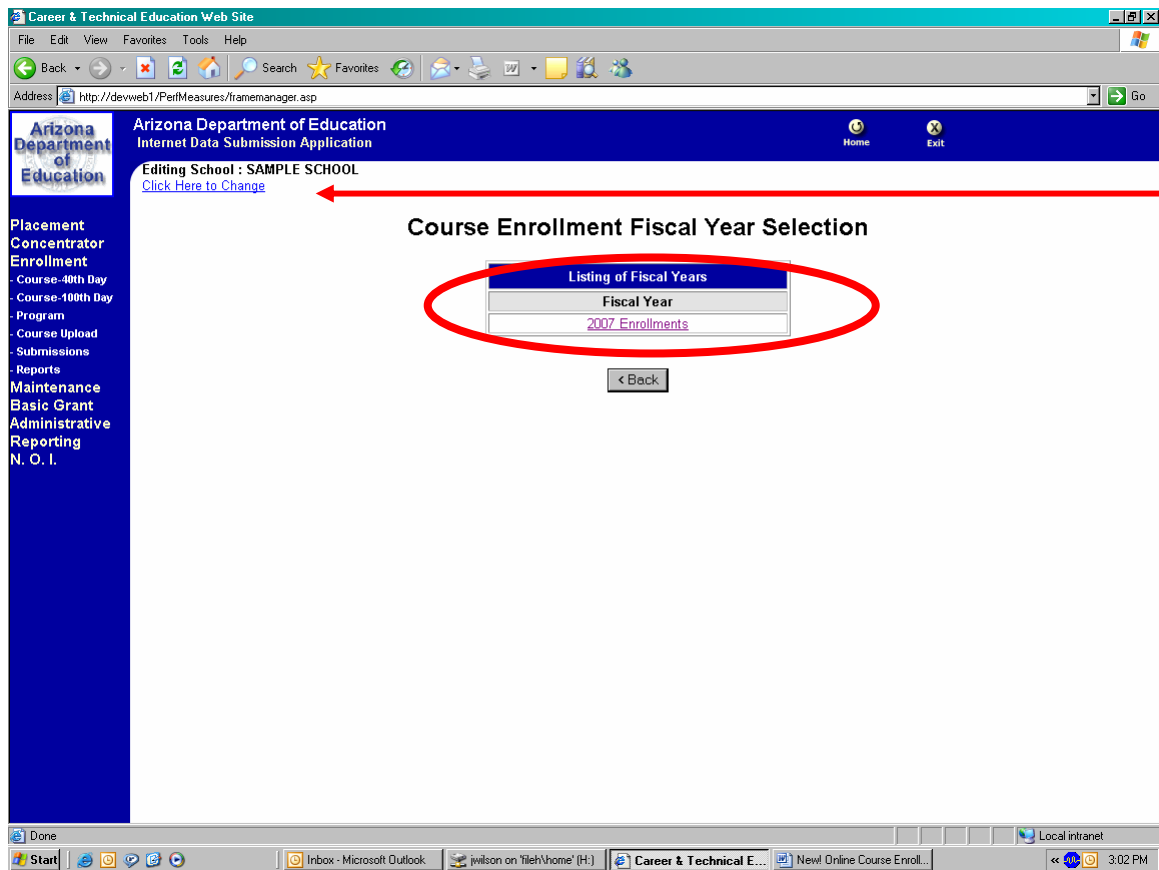 Career & Technical Education Web Site
File Edit View Favorites Tools Help
Back Search Favorites
Address http://devweb1/PerfMeasures/framemanager.asp Go
Arizona Department of Education
Arizona Department of Education
Internet Data Submission Application
Home Exit
Editing School : SAMPLE SCHOOL
Click Here to Change
Placement
Concentrator
Enrollment
- Course-40th Day
- Course-100th Day
- Program
- Course Upload
- Submissions
- Reports
Maintenance
Basic Grant
Administrative
Reporting
N. O. I.
Course Enrollment Fiscal Year Selection
Listing of Fiscal Years
Fiscal Year
2007 Enrollments
< Back
Done Local intranet
Start Inbox - Microsoft Outlook jwilson on 'fileh\home' (H:) Career & Technical E... New! Online Course Enroll... « 3:02 PM